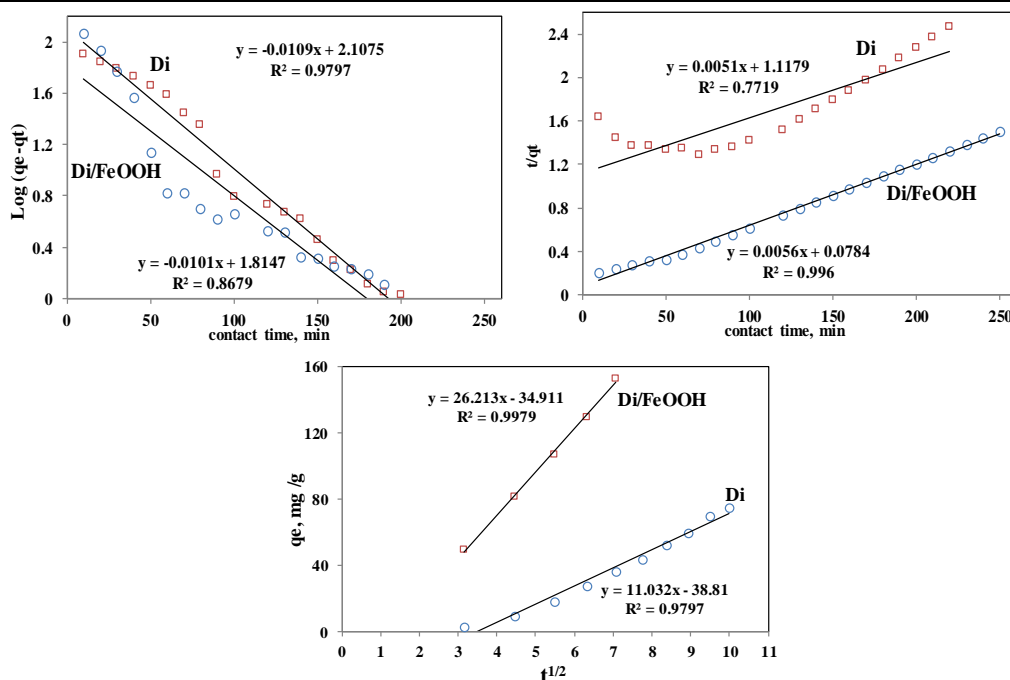 2
1.6
1.2
0.8
0.4
0
Log (qe-qt)
y = -0.0109x + 2.1075
R² = 0.9797
Di
Di/FeOOH
y = -0.0101x + 1.8147
R² = 0.8679
0 50 100 150 200 250
contact time, min
2.4
2
1.6
1.2
0.8
0.4
0
t/qt
Di
y = 0.0051x + 1.1179
R² = 0.7719
Di/FeOOH
y = 0.0056x + 0.0784
R² = 0.996
0 50 100 150 200 250
contact time, min
160
120
80
40
0
qe, mg /g
y = 26.213x - 34.911
R² = 0.9979
Di/FeOOH
Di
y = 11.032x - 38.81
R² = 0.9797
0 1 2 3 4 5 6 7 8 9 10 11
t1/2